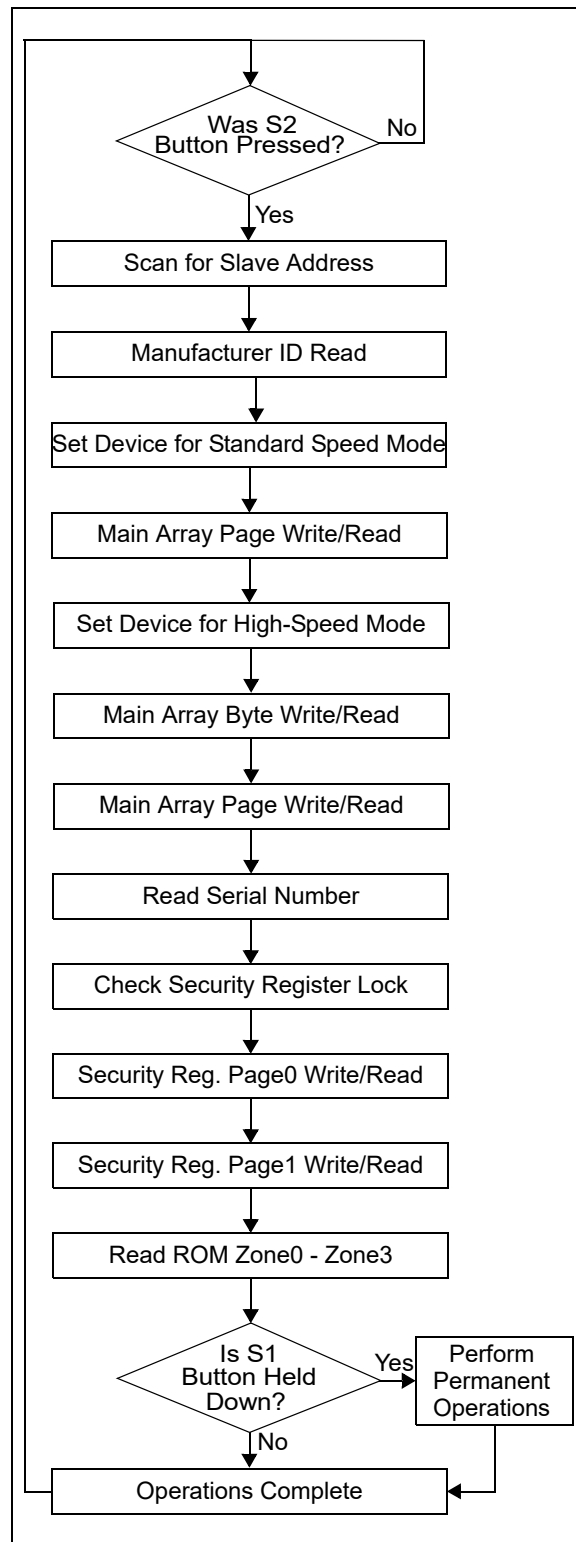 Was S2
Button Pressed?
No
Yes
Scan for Slave Address
Manufacturer ID Read
Set Device for Standard Speed Mode
Main Array Page Write/Read
Set Device for High-Speed Mode
Main Array Byte Write/Read
Main Array Page Write/Read
Read Serial Number
Check Security Register Lock
Security Reg. Page0 Write/Read
Security Reg. Page1 Write/Read
Read ROM Zone0 - Zone3
Is S1
Button Held
Down?
Yes
Perform
Permanent
Operations
No
Operations Complete